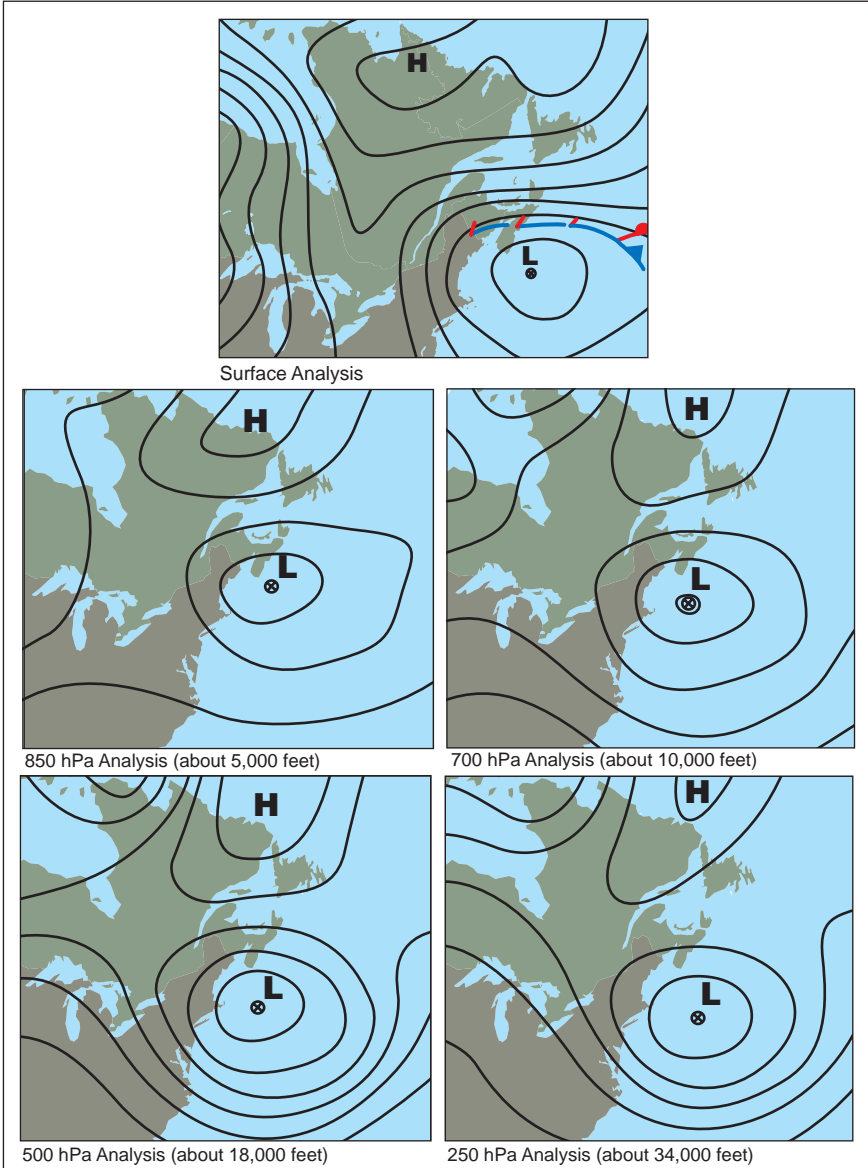 H
L
Surface Analysis
H
L
H
L
850 hPa Analysis (about 5,000 feet)
700 hPa Analysis (about 10,000 feet)
H
L
H
L
500 hPa Analysis (about 18,000 feet)
250 hPa Analysis (about 34,000 feet)